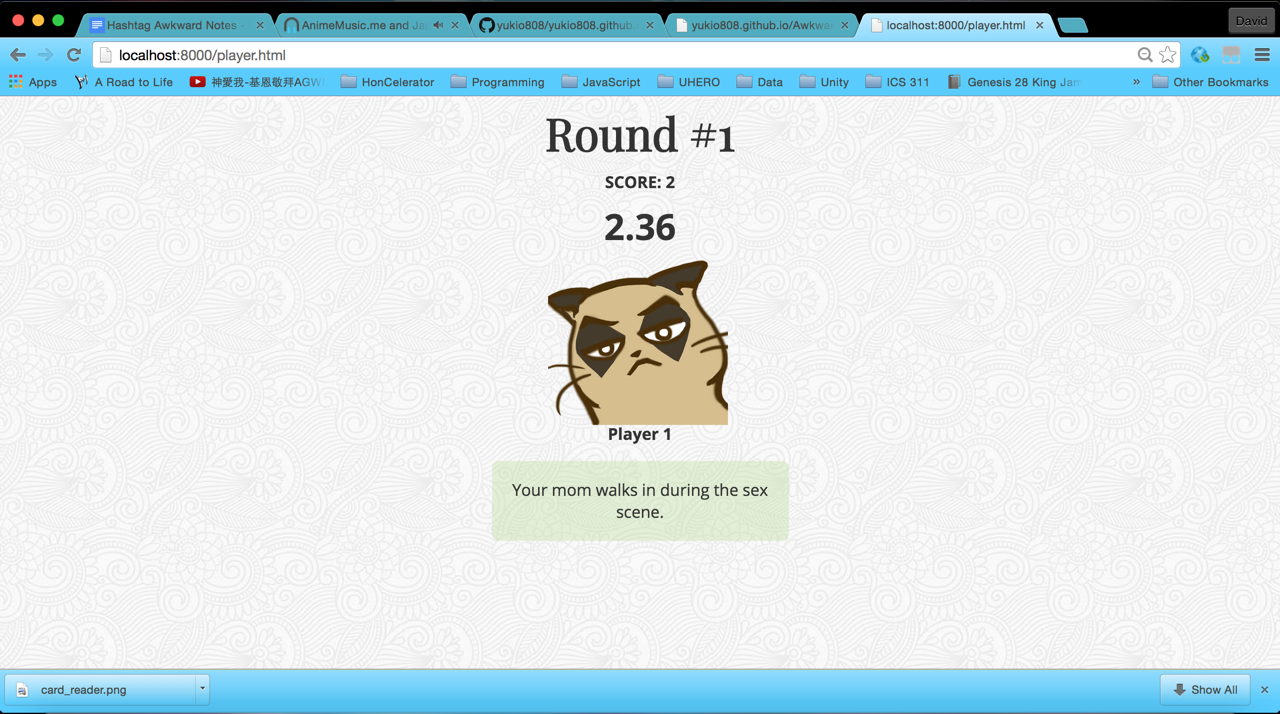 Hashtag Awkward Notes -
AnimeMusic.me and Ja
yukio808/yukio808.github
yukio808.github.io/Awkwa
localhost:8000/player.html
David
localhost:8000/player.html
Apps
A Road to Life
神愛我-基恩敬拜AGW
HonCelerator
Programming
JavaScript
UHERO
Data
Unity
ICS 311
Genesis 28 King Jam
»
Other Bookmarks
Round #1
SCORE: 2
2.36
Player 1
Your mom walks in during the sex
scene.
card_reader.png
Show All